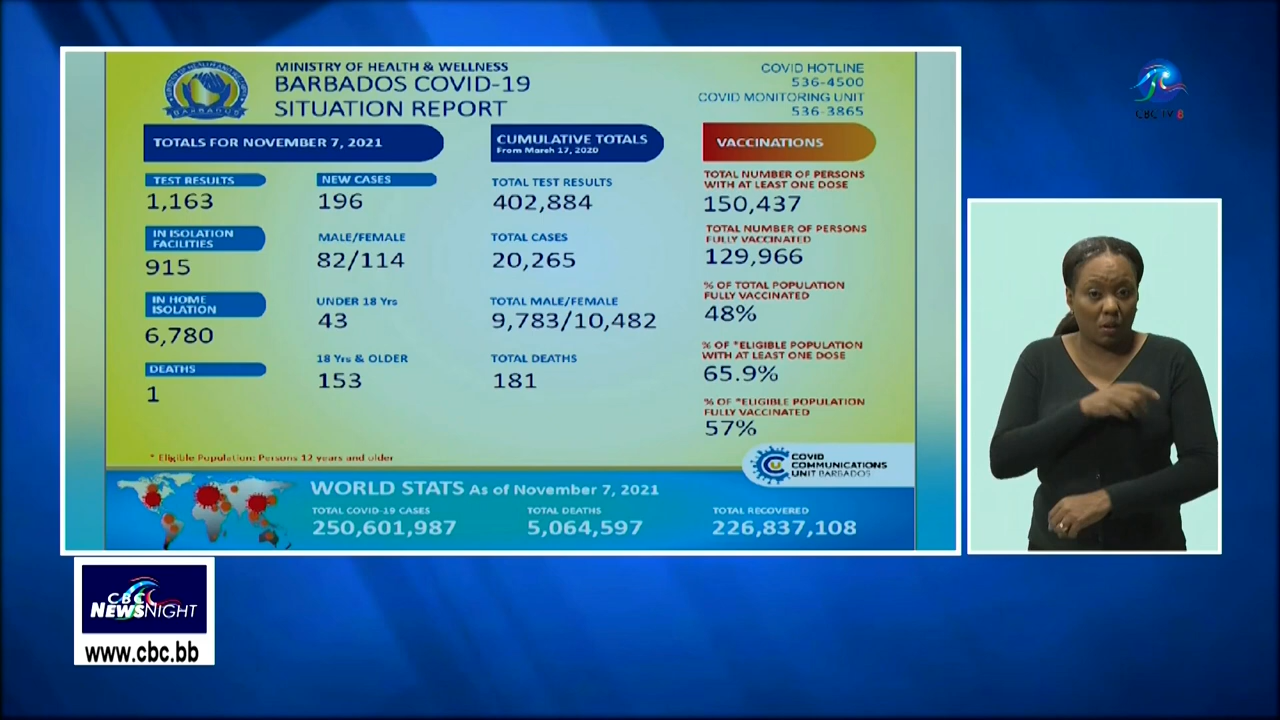 MINISTRY OF HEALTH & WELLNESS
BARBADOS COVID-19
SITUATION REPORT
COVID HOTLINE
536-4500
COVID MONITORING UNIT
536-3865
CBC TV 8
TOTALS FOR NOVEMBER 7, 2021
TEST RESULTS
1,163
NEW CASES
196
IN ISOLATION
FACILITIES
915
MALE/FEMALE
82/114
IN HOME
ISOLATION
6,780
UNDER 18 Yrs
43
DEATHS
1
18 Yrs & OLDER
153
CUMULATIVE TOTALS
From March 17, 2020
TOTAL TEST RESULTS
402,884
TOTAL CASES
20,265
TOTAL MALE/FEMALE
9,783/10,482
TOTAL DEATHS
181
VACCINATIONS
TOTAL NUMBER OF PERSONS
WITH AT LEAST ONE DOSE
150,437
TOTAL NUMBER OF PERSONS
FULLY VACCINATED
129,966
% OF TOTAL POPULATION
FULLY VACCINATED
48%
% OF *ELIGIBLE POPULATION
WITH AT LEAST ONE DOSE
65.9%
% OF *ELIGIBLE POPULATION
FULLY VACCINATED
57%
* Eligible Population: Persons 12 years and older
COVID
COMMUNICATIONS
UNIT BARBADOS
WORLD STATS As of November 7, 2021
TOTAL COVID-19 CASES
250,601,987
TOTAL DEATHS
5,064,597
TOTAL RECOVERED
226,837,108
CBC
NEWSNIGHT
www.cbc.bb